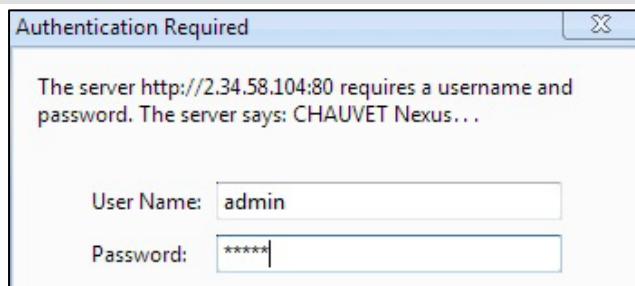 Authentication Required
The server http://2.34.58.104:80 requires a username and
password. The server says: CHAUVET Nexus...
User Name: admin
Password: *****